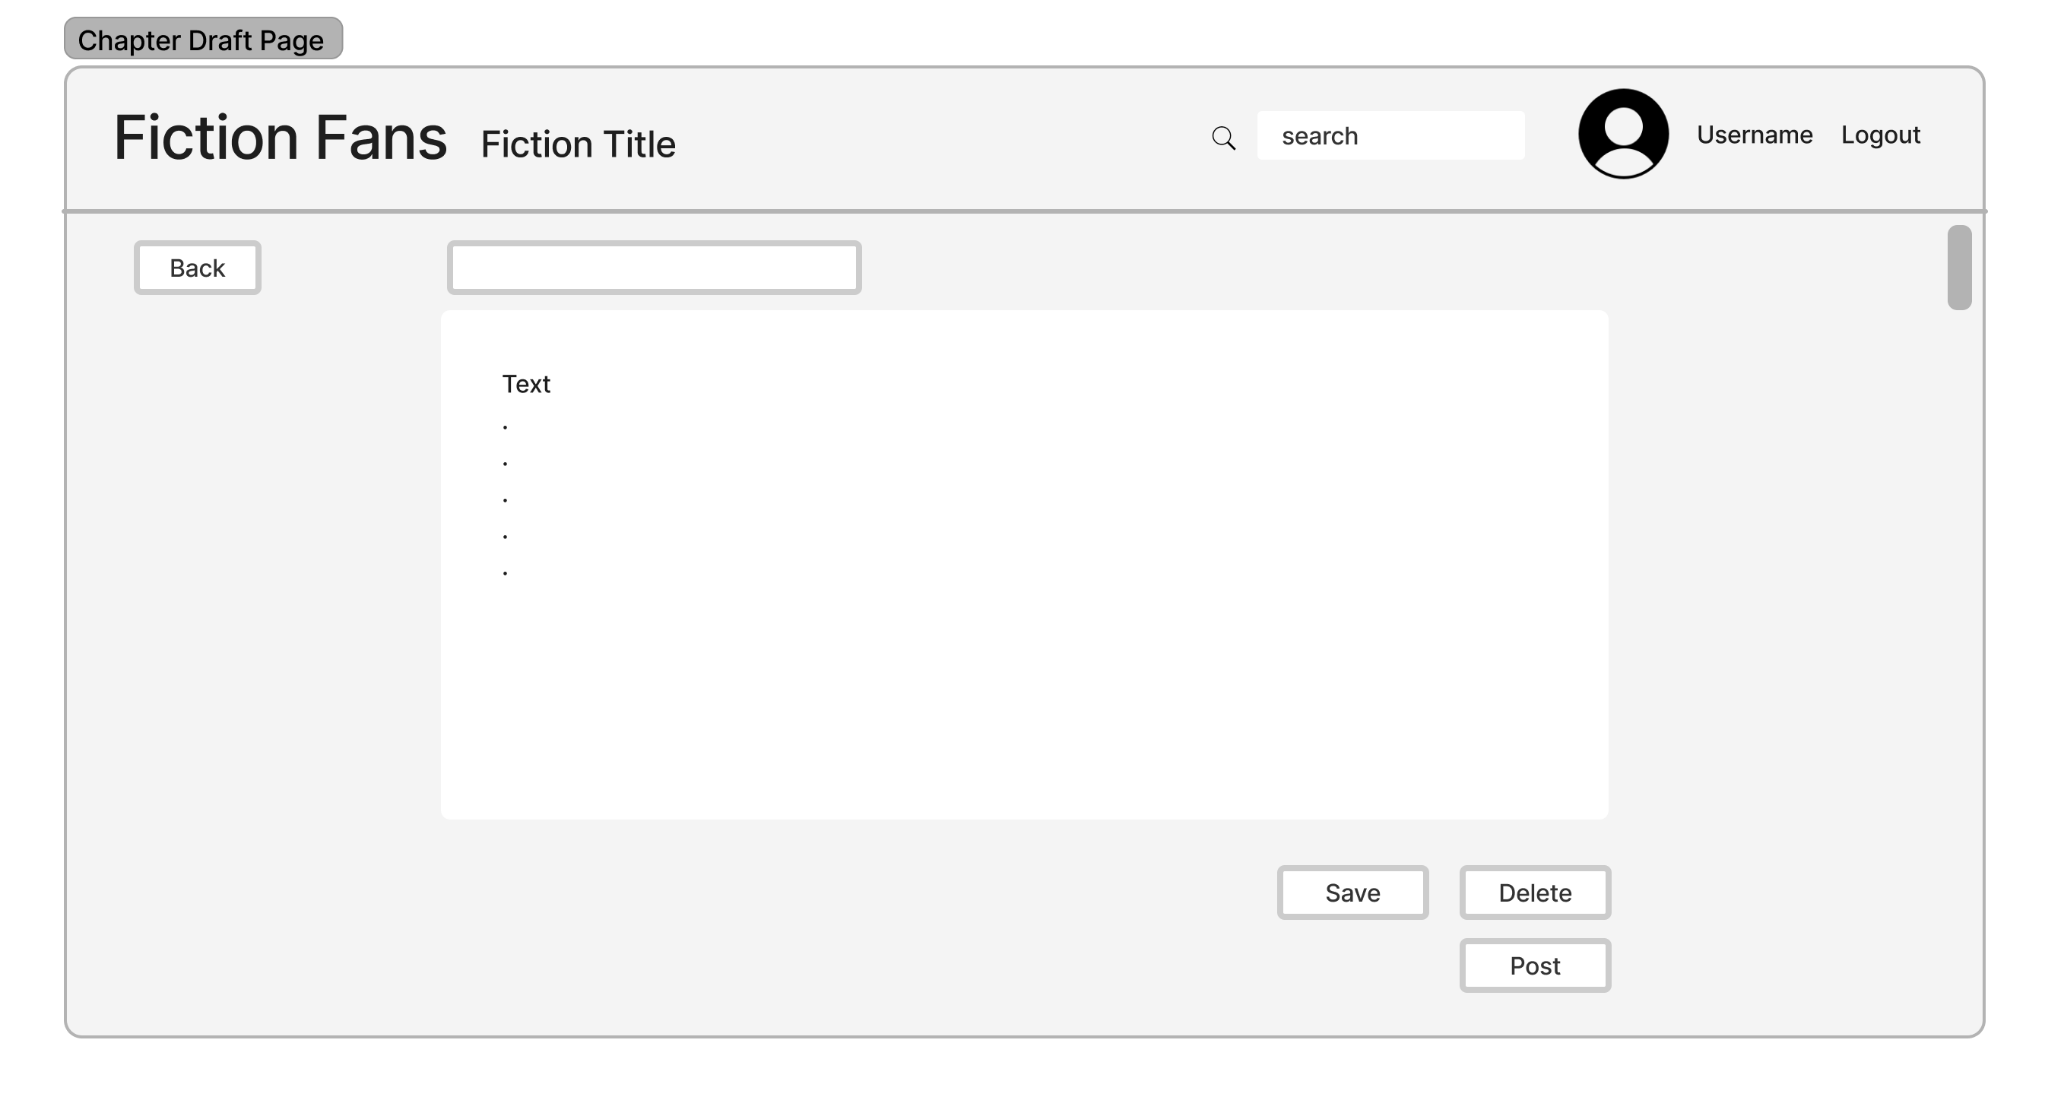 Chapter Draft Page
Fiction Fans Fiction Title search Username Logout
Back
Text
.
.
.
.
.
Save Delete
Post